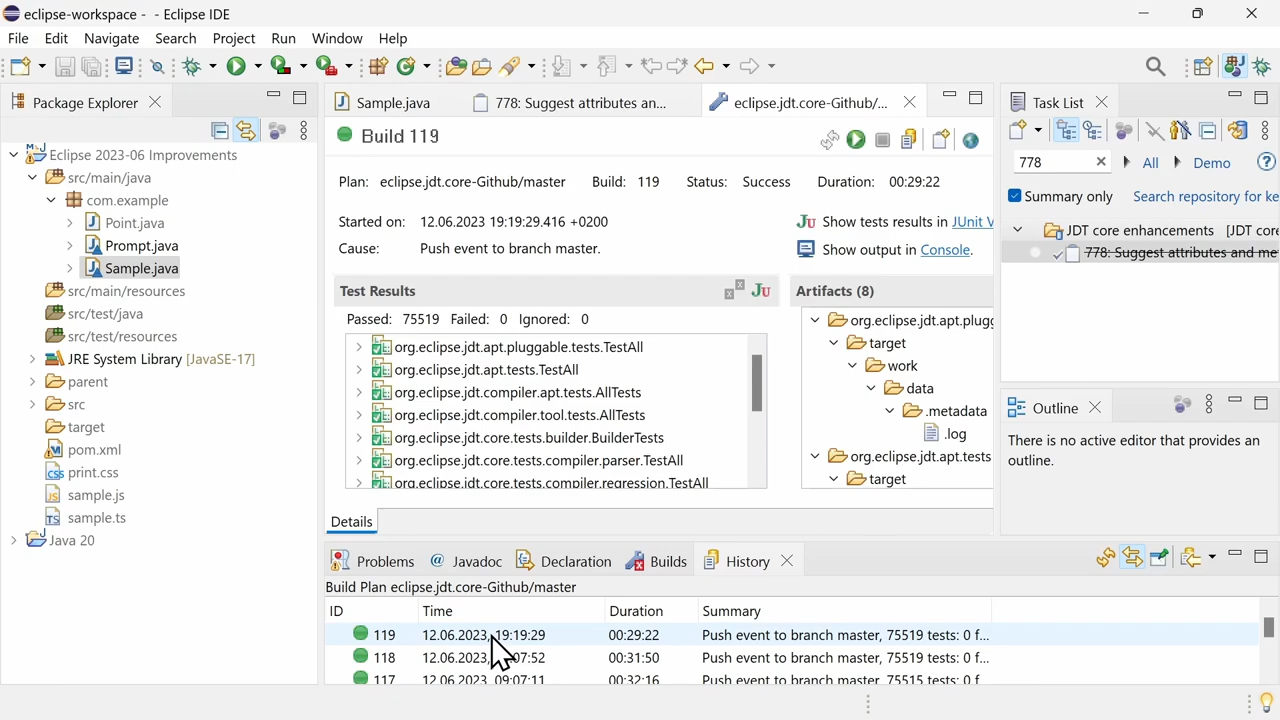 eclipse-workspace - - Eclipse IDE
File Edit Navigate Search Project Run Window Help
Package Explorer
Eclipse 2023-06 Improvements
src/main/java
com.example
Point.java
Prompt.java
Sample.java
src/main/resources
src/test/java
src/test/resources
JRE System Library [JavaSE-17]
parent
src
target
pom.xml
print.css
sample.js
sample.ts
Java 20
Sample.java 778: Suggest attributes an... eclipse.jdt.core-Github/...
Build 119
Plan: eclipse.jdt.core-Github/master Build: 119 Status: Success Duration: 00:29:22
Started on: 12.06.2023 19:19:29.416 +0200
Cause: Push event to branch master.
Show tests results in JUnit V
Show output in Console.
Test Results
Passed: 75519 Failed: 0 Ignored: 0
org.eclipse.jdt.apt.pluggable.tests.TestAll
org.eclipse.jdt.apt.tests.TestAll
org.eclipse.jdt.compiler.apt.tests.AllTests
org.eclipse.jdt.compiler.tool.tests.AllTests
org.eclipse.jdt.core.tests.builder.BuilderTests
org.eclipse.jdt.core.tests.compiler.parser.TestAll
org.eclipse.jdt.core.tests.compiler.regression.TestAll
Artifacts (8)
org.eclipse.jdt.apt.plugg
target
work
data
.metadata
.log
org.eclipse.jdt.apt.tests
target
Details
Task List
778 All Demo
Summary only Search repository for ke
JDT core enhancements [JDT core
778: Suggest attributes and me
Outline
There is no active editor that provides an
outline.
Problems Javadoc Declaration Builds History
Build Plan eclipse.jdt.core-Github/master
ID Time Duration Summary
119 12.06.2023, 19:19:29 00:29:22 Push event to branch master, 75519 tests: 0 f...
118 12.06.2023, :07:52 00:31:50 Push event to branch master, 75519 tests: 0 f...
117 12.06.2023, 09:07:11 00:32:16 Push event to branch master, 75515 tests: 0 f